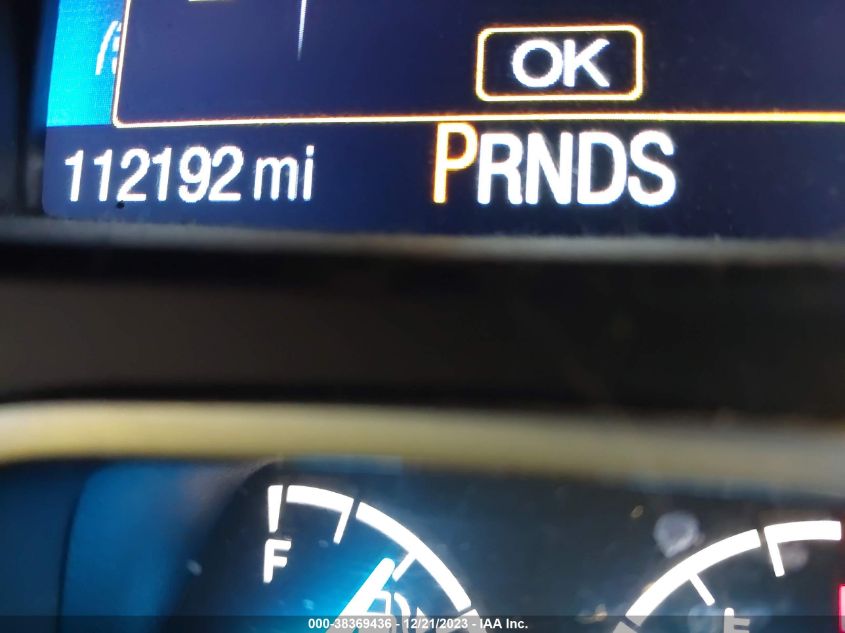 OK
112192 mi PRNDS
F
000-38369436 - 12/21/2023 - IAA Inc.